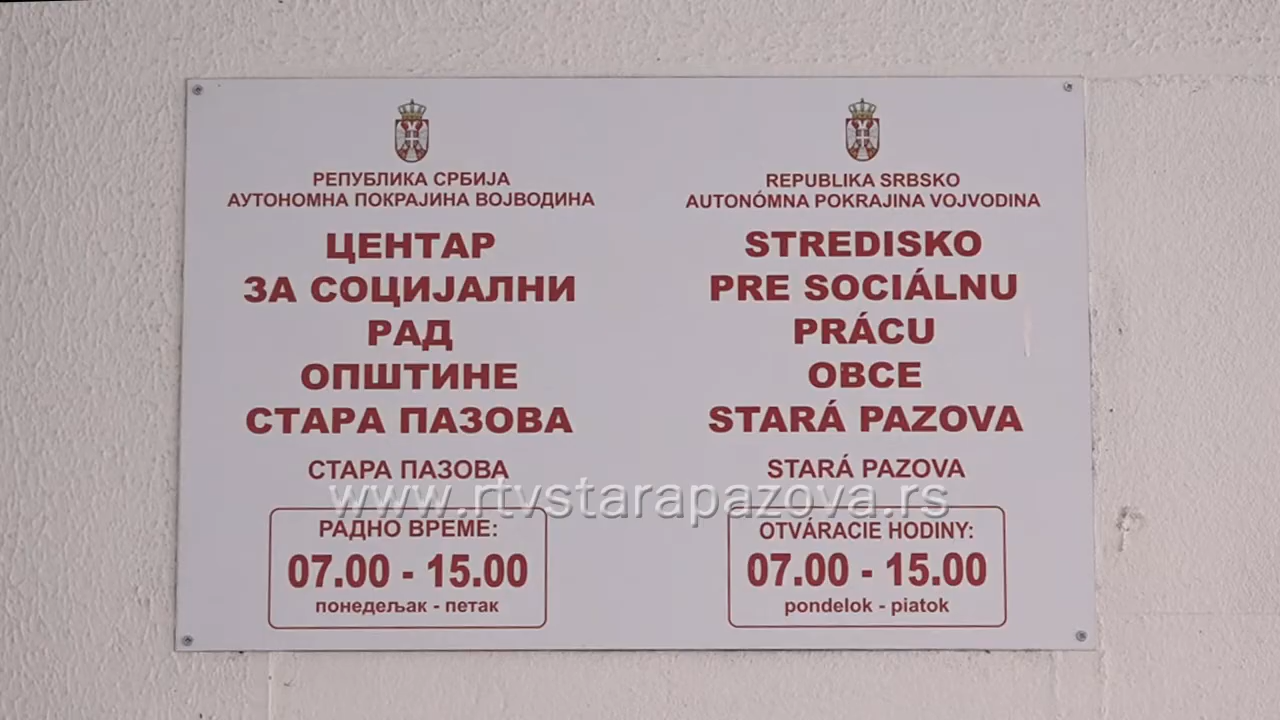 РЕПУБЛИКА СРБИЈА
АУТОНОМНА ПОКРАЈИНА ВОЈВОДИНА
ЦЕНТАР
ЗА СОЦИЈАЛНИ
РАД
ОПШТИНЕ
СТАРА ПАЗОВА
СТАРА ПАЗОВА
РАДНО ВРЕМЕ:
07.00 - 15.00
понедељак - петак
REPUBLIKA SRBSKO
AUTONÓMNA POKRAJINA VOJVODINA
STREDISKO
PRE SOCIÁLNU
PRÁCU
OBCE
STARÁ PAZOVA
STARÁ PAZOVA
OTVÁRACIE HODINY:
07.00 - 15.00
pondelok - piatok
www.rtvstarapazova.rs